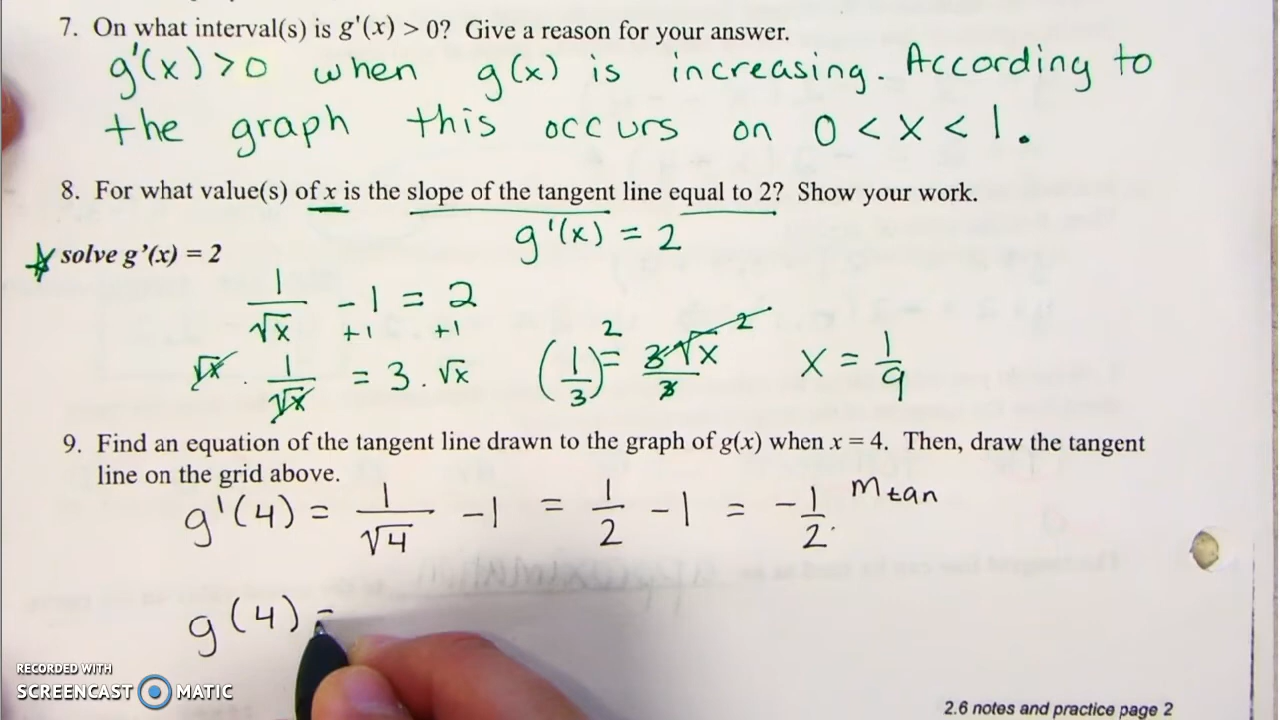 7. On what interval(s) is g'(x) > 0? Give a reason for your answer.
g'(x) > 0 when g(x) is increasing. According to
the graph this occurs on 0 < x < 1.
8. For what value(s) of x is the slope of the tangent line equal to 2? Show your work.
g'(x) = 2
solve g’(x) = 2
1/√x - 1 = 2
+1 +1
√x · 1/√x = 3 · √x (1/3)² = 3√x²/3 x = 1/9
9. Find an equation of the tangent line drawn to the graph of g(x) when x = 4. Then, draw the tangent
line on the grid above.
g'(4) = 1/√4 - 1 = 1/2 - 1 = -1/2. mtan
g(4) =
RECORDED WITH
SCREENCAST MATIC
2.6 notes and practice page 2